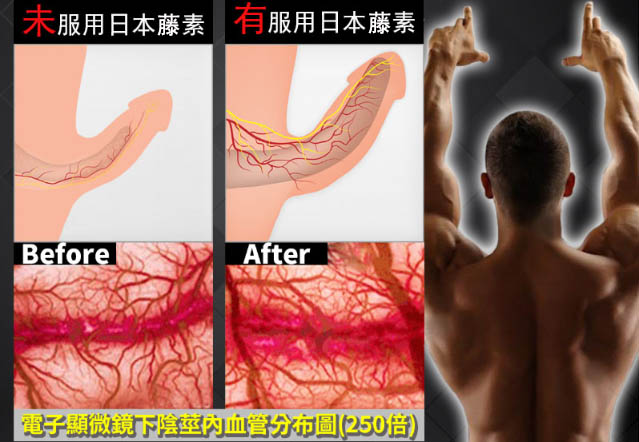 未服用日本藤素
有服用日本藤素
Before
After
電子顯微鏡下陰莖內血管分布圖(250倍)